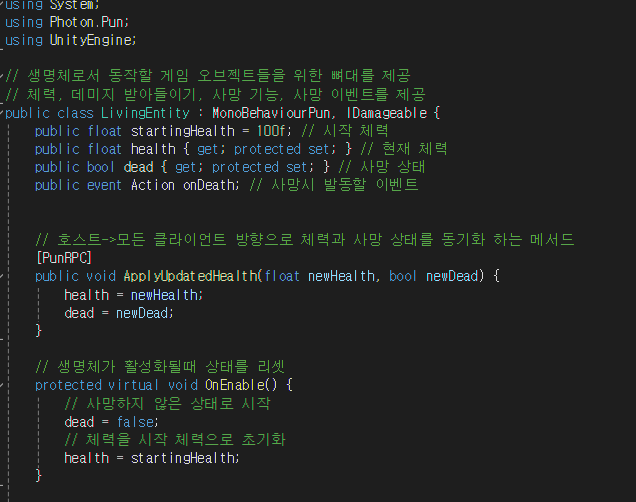 using System;
using Photon.Pun;
using UnityEngine;
// 생명체로서 동작할 게임 오브젝트들을 위한 뼈대를 제공
// 체력, 데미지 받아들이기, 사망 기능, 사망 이벤트를 제공
public class LivingEntity : MonoBehaviourPun, IDamageable {
public float startingHealth = 100f; // 시작 체력
public float health { get; protected set; } // 현재 체력
public bool dead { get; protected set; } // 사망 상태
public event Action onDeath; // 사망시 발동할 이벤트
// 호스트->모든 클라이언트 방향으로 체력과 사망 상태를 동기화 하는 메서드
[PunRPC]
public void ApplyUpdatedHealth(float newHealth, bool newDead) {
health = newHealth;
dead = newDead;
}
// 생명체가 활성화될때 상태를 리셋
protected virtual void OnEnable() {
// 사망하지 않은 상태로 시작
dead = false;
// 체력을 시작 체력으로 초기화
health = startingHealth;
}